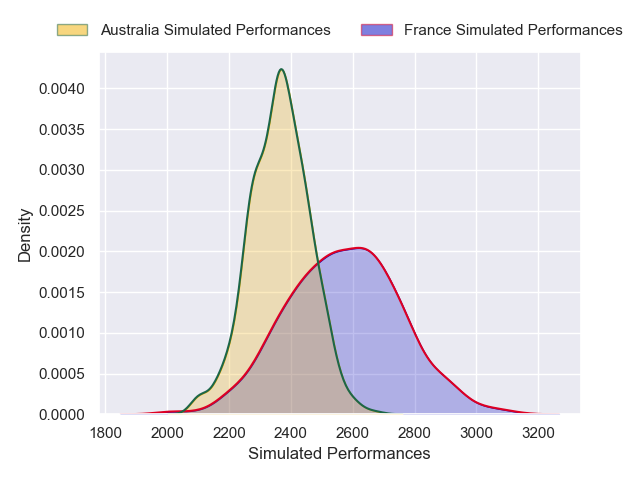 Australia Simulated Performances France Simulated Performances
0.0040
0.0035
0.0030
0.0025
0.0020
0.0015
0.0010
0.0005
0.0000
Density
1800 2000 2200 2400 2600 2800 3000 3200
Simulated Performances